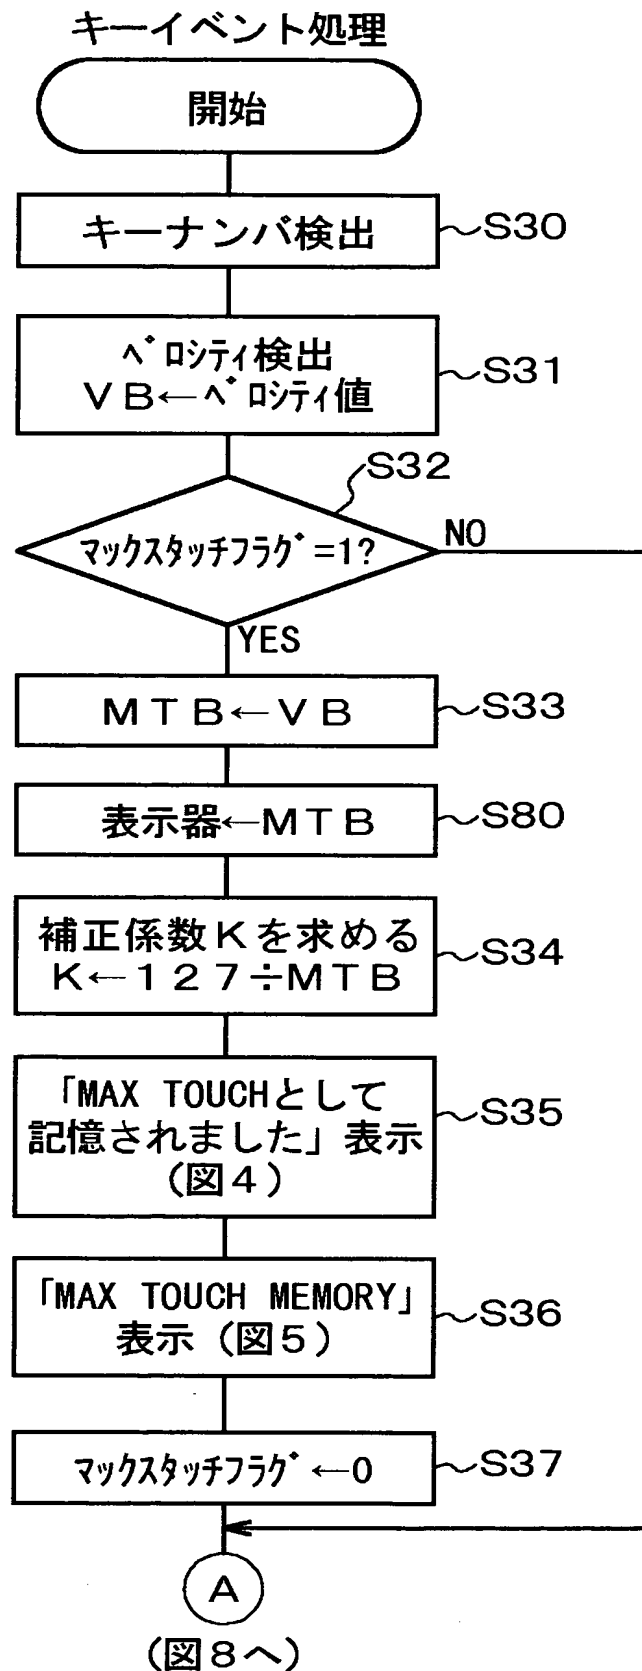 キーイベント処理
開始
キーナンバ検出
S30
ﾍﾞﾛｼﾃｨ検出
ＶＢ←ﾍﾞﾛｼﾃｨ値
S31
S32
ﾏｯｸｽﾀｯﾁﾌﾗｸﾞ=1?
NO
YES
ＭＴＢ←ＶＢ
S33
表示器←ＭＴＢ
S80
補正係数Ｋを求める
Ｋ←１２７÷ＭＴＢ
S34
「MAX TOUCHとして
記憶されました」表示
(図４)
S35
「MAX TOUCH MEMORY」
表示 (図５)
S36
ﾏｯｸｽﾀｯﾁﾌﾗｸﾞ←0
S37
A
(図８へ)